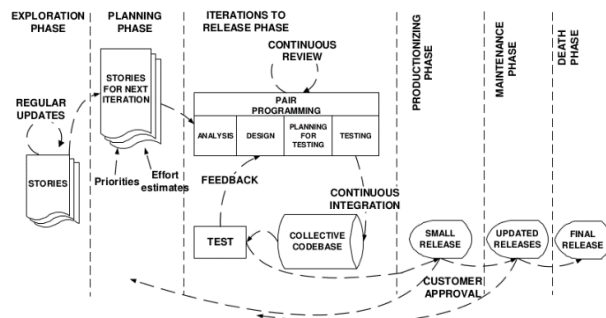 EXPLORATION
PHASE
PLANNING
PHASE
ITERATIONS TO
RELEASE PHASE
PRODUCTIONIZING
PHASE
MAINTENANCE
PHASE
DEATH
PHASE
CONTINUOUS
REVIEW
STORIES
FOR NEXT
ITERATION
REGULAR
UPDATES
PAIR
PROGRAMMING
ANALYSIS
DESIGN
PLANNING
FOR
TESTING
TESTING
Priorities
Effort
estimates
STORIES
FEEDBACK
CONTINUOUS
INTEGRATION
TEST
COLLECTIVE
CODEBASE
SMALL
RELEASE
UPDATED
RELEASES
FINAL
RELEASE
CUSTOMER
APPROVAL